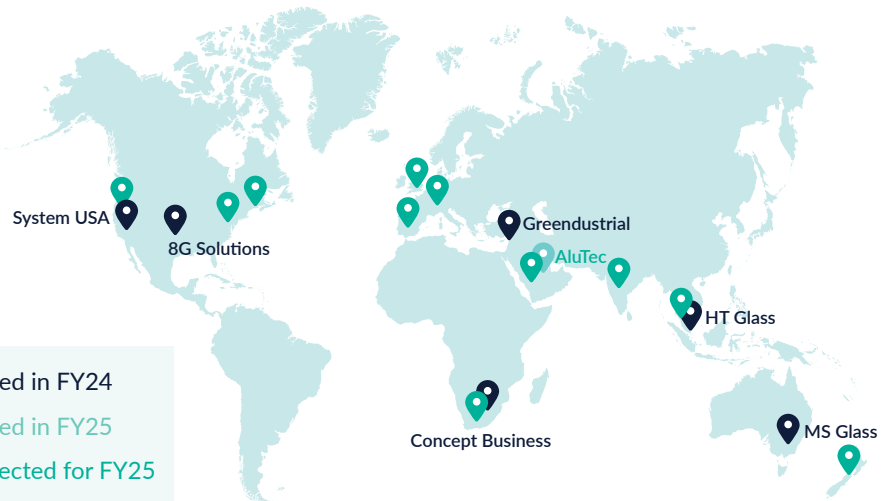 System USA
8G Solutions
Greendustrial
AluTec
HT Glass
Concept Business
MS Glass
ed in FY24
ed in FY25
ected for FY25